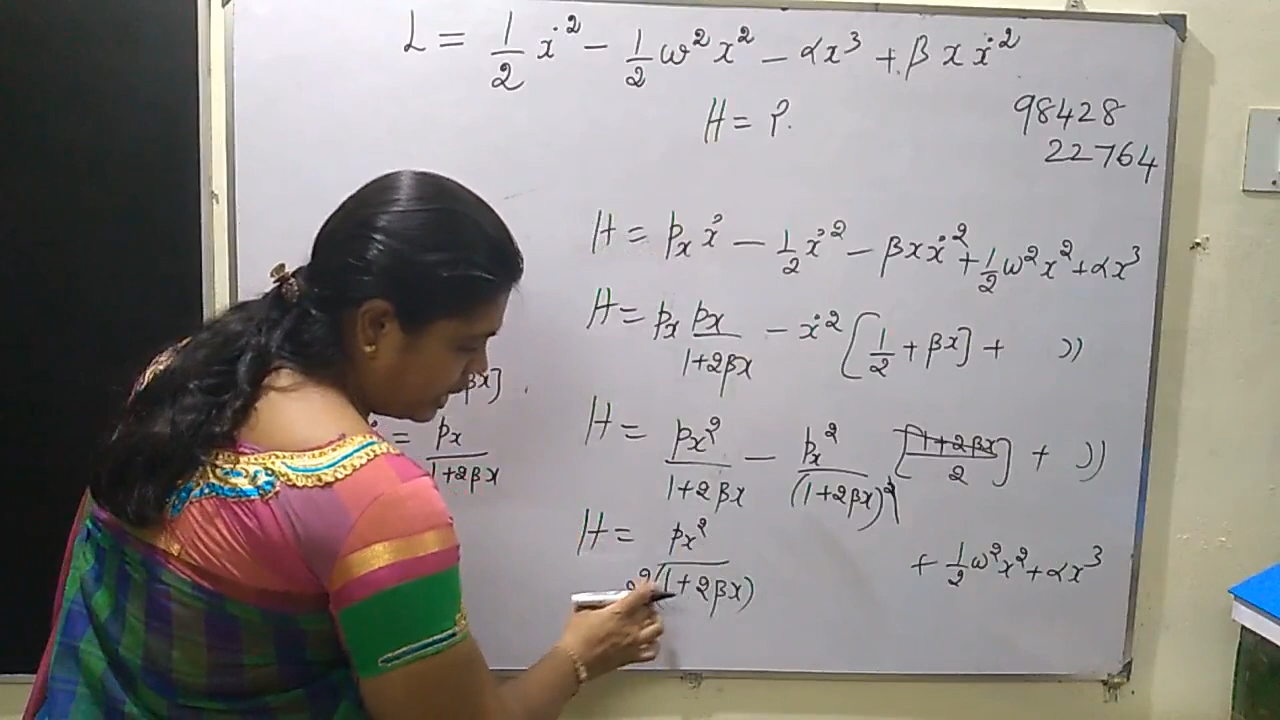 L = 1/2 ẋ² − 1/2 ω²x² − αx³ + βxẋ²
H = ?.
98428
22764
H = pₓẋ − 1/2 ẋ² − βxẋ² + 1/2 ω²x² + αx³
H = pₓ pₓ/(1+2βx) − ẋ² [1/2 + βx] + ))
βx]
= pₓ/(1+2βx)
H = pₓ²/(1+2βx) − pₓ²/(1+2βx)² [(1+2βx)/2] + ))
H = pₓ²/2(1+2βx) + 1/2 ω²x² + αx³